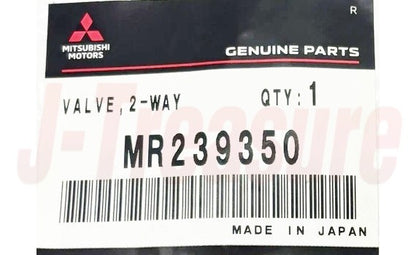 R
MITSUBISHI
MOTORS
GENUINE PARTS
VALVE, 2-WAY QTY: 1
MR239350
MADE IN JAPAN
J-Treasure